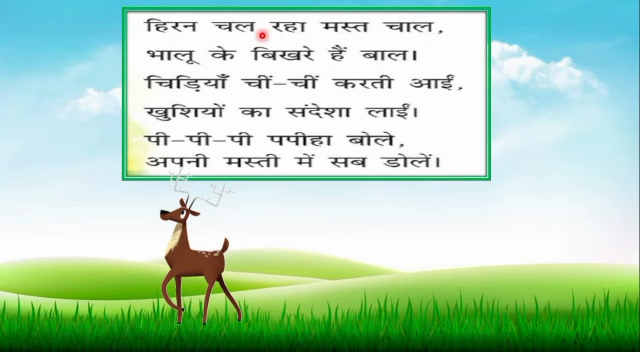 हिरन चल रहा मस्त चाल,
भालू के बिखरे हैं बाल।
चिड़ियाँ चीं-चीं करती आईं,
खुशियों का संदेशा लाईं।
पी-पी-पी पपीहा बोले,
अपनी मस्ती में सब डोलें।